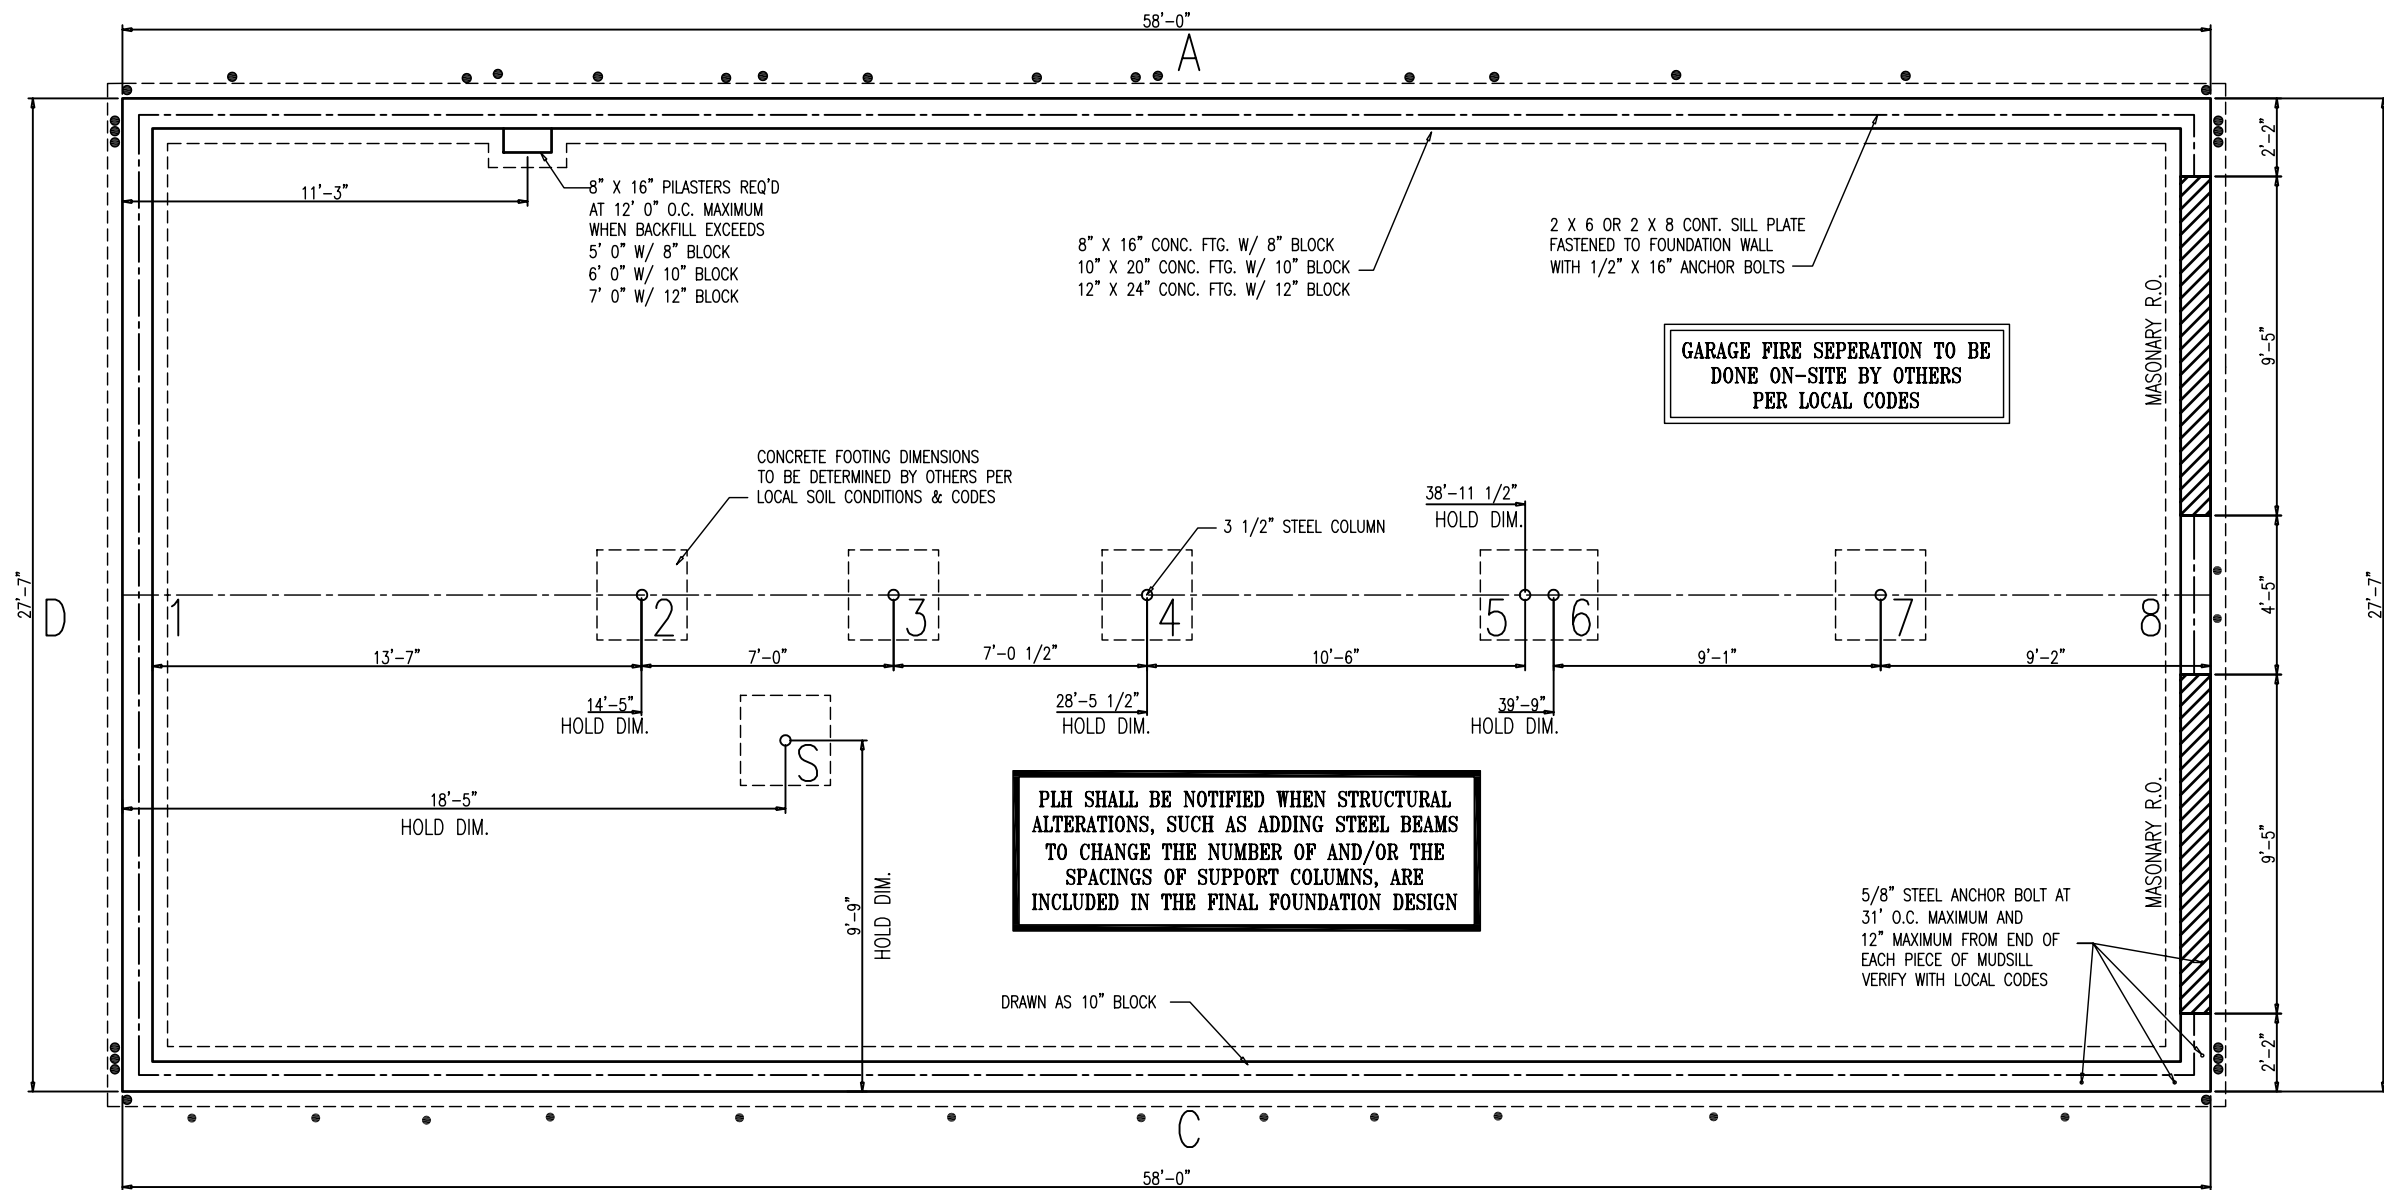 58'-0"
A
11'-3"
8" X 16" PILASTERS REQ'D
AT 12' 0" O.C. MAXIMUM
WHEN BACKFILL EXCEEDS
5' 0" W/ 8" BLOCK
6' 0" W/ 10" BLOCK
7' 0" W/ 12" BLOCK
8" X 16" CONC. FTG. W/ 8" BLOCK
10" X 20" CONC. FTG. W/ 10" BLOCK
12" X 24" CONC. FTG. W/ 12" BLOCK
2 X 6 OR 2 X 8 CONT. SILL PLATE
FASTENED TO FOUNDATION WALL
WITH 1/2" X 16" ANCHOR BOLTS
2'-2"
9'-5"
MASONARY R.O.
GARAGE FIRE SEPERATION TO BE
DONE ON-SITE BY OTHERS
PER LOCAL CODES
CONCRETE FOOTING DIMENSIONS
TO BE DETERMINED BY OTHERS PER
LOCAL SOIL CONDITIONS & CODES
3 1/2" STEEL COLUMN
38'-11 1/2"
HOLD DIM.
27'-7"
D
1
2
3
4
5
6
7
8
4'-5"
27'-7"
13'-7"
7'-0"
7'-0 1/2"
10'-6"
9'-1"
9'-2"
14'-5"
HOLD DIM.
28'-5 1/2"
HOLD DIM.
39'-9"
HOLD DIM.
S
18'-5"
HOLD DIM.
9'-9"
HOLD DIM.
PLH SHALL BE NOTIFIED WHEN STRUCTURAL
ALTERATIONS, SUCH AS ADDING STEEL BEAMS
TO CHANGE THE NUMBER OF AND/OR THE
SPACINGS OF SUPPORT COLUMNS, ARE
INCLUDED IN THE FINAL FOUNDATION DESIGN
MASONARY R.O.
9'-5"
5/8" STEEL ANCHOR BOLT AT
31' O.C. MAXIMUM AND
12" MAXIMUM FROM END OF
EACH PIECE OF MUDSILL
VERIFY WITH LOCAL CODES
DRAWN AS 10" BLOCK
2'-2"
C
58'-0"